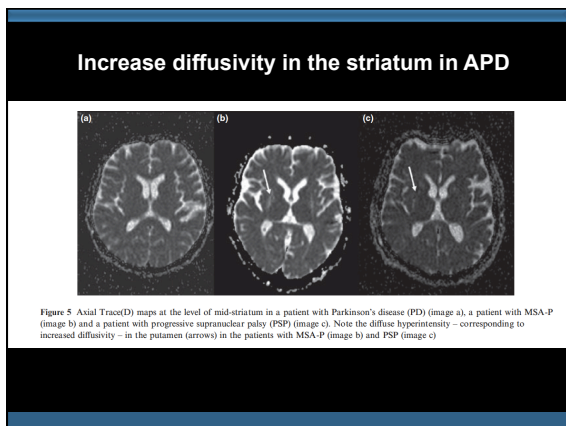 Increase diffusivity in the striatum in APD
(a)
(b)
(c)
Figure 5 Axial Trace(D) maps at the level of mid-striatum in a patient with Parkinson's disease (PD) (image a), a patient with MSA-P
(image b) and a patient with progressive supranuclear palsy (PSP) (image c). Note the diffuse hyperintensity – corresponding to
increased diffusivity – in the putamen (arrows) in the patients with MSA-P (image b) and PSP (image c)